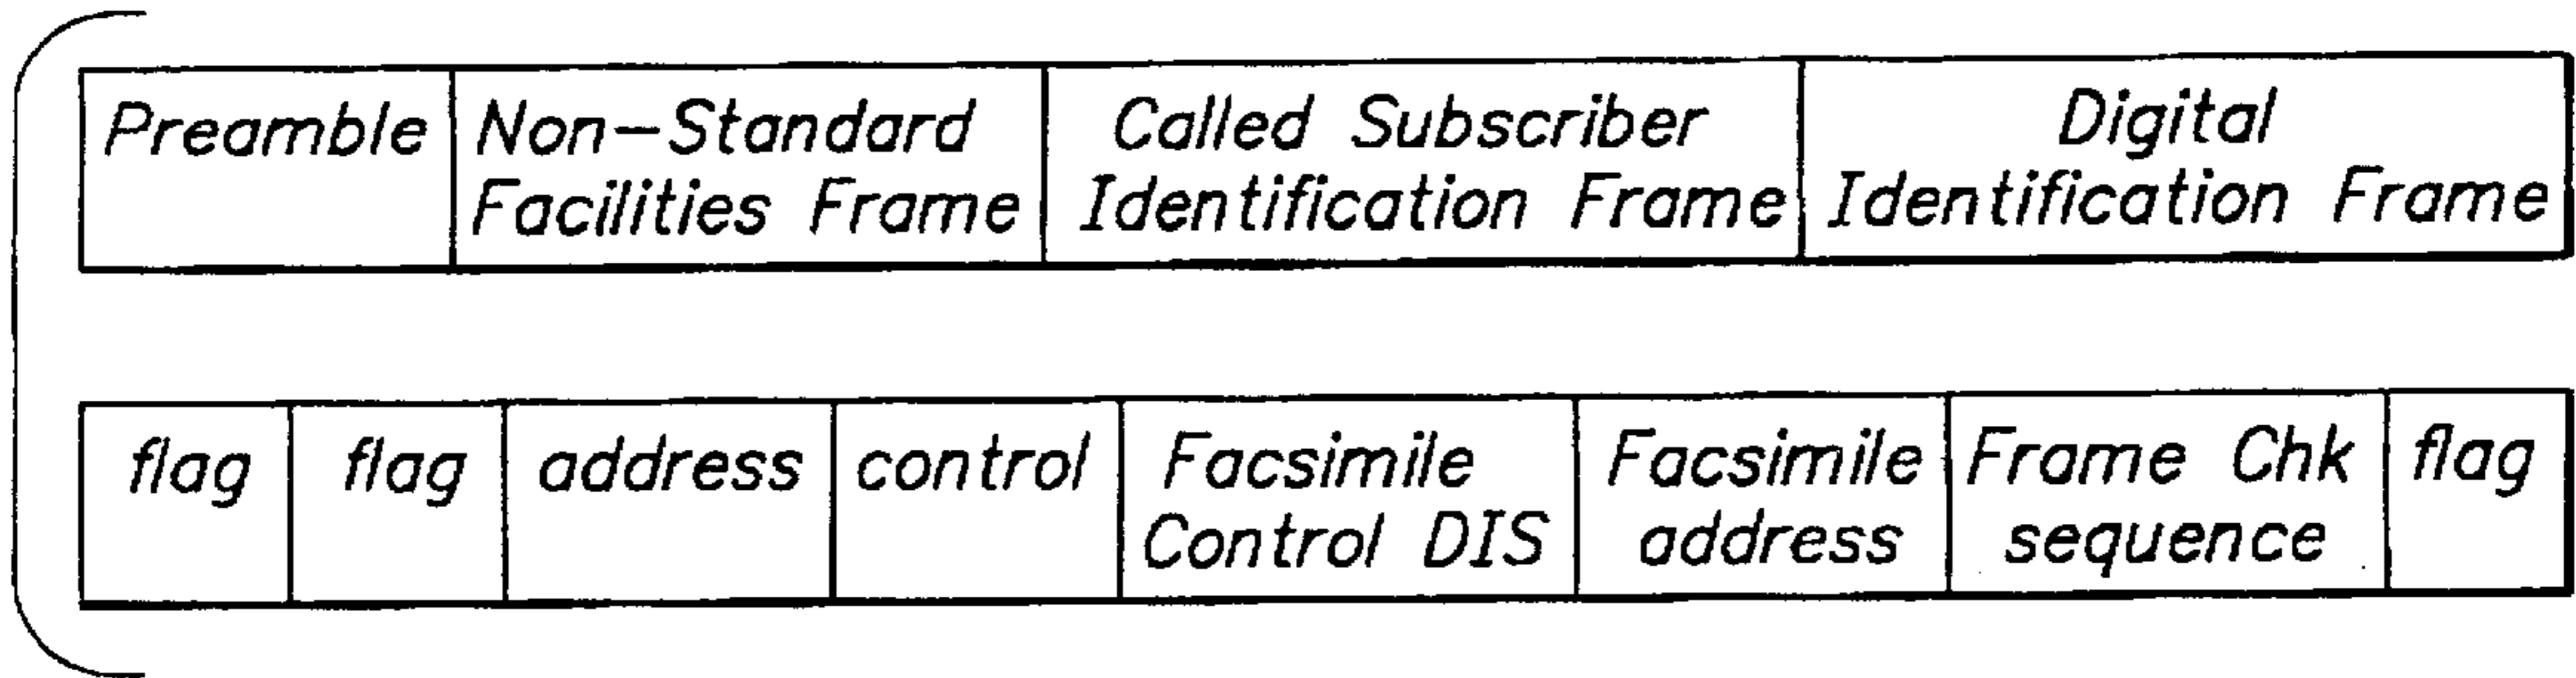 Preamble
Non-Standard
Facilities Frame
Called Subscriber
Identification Frame
Digital
Identification Frame
flag
flag
address
control
Facsimile
Control DIS
Facsimile
address
Frame Chk
sequence
flag